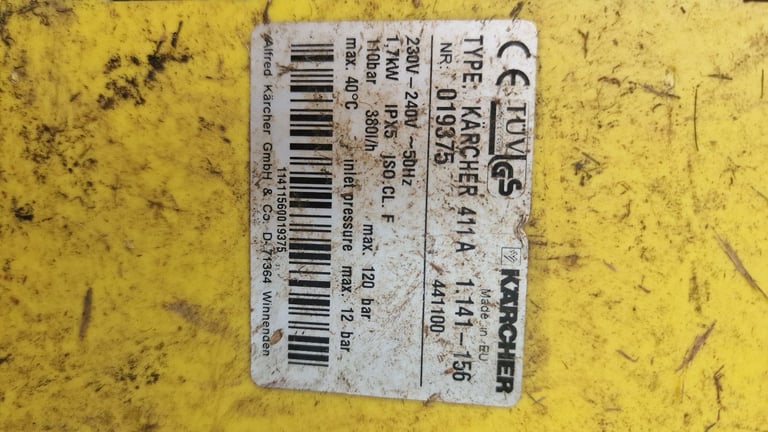 CE TÜV GS KÄRCHER
Made in EU
TYPE: KÄRCHER 411A 1.141-156
NR: 019375 441100
230V-240V ~50Hz
1,7kW IPX5 ISO.CL. F
110bar 380l/h max. 120 bar
max. 40°C Inlet pressure max. 12 bar
11411560019375
Alfred Kärcher GmbH & Co. D-71364 Winnenden